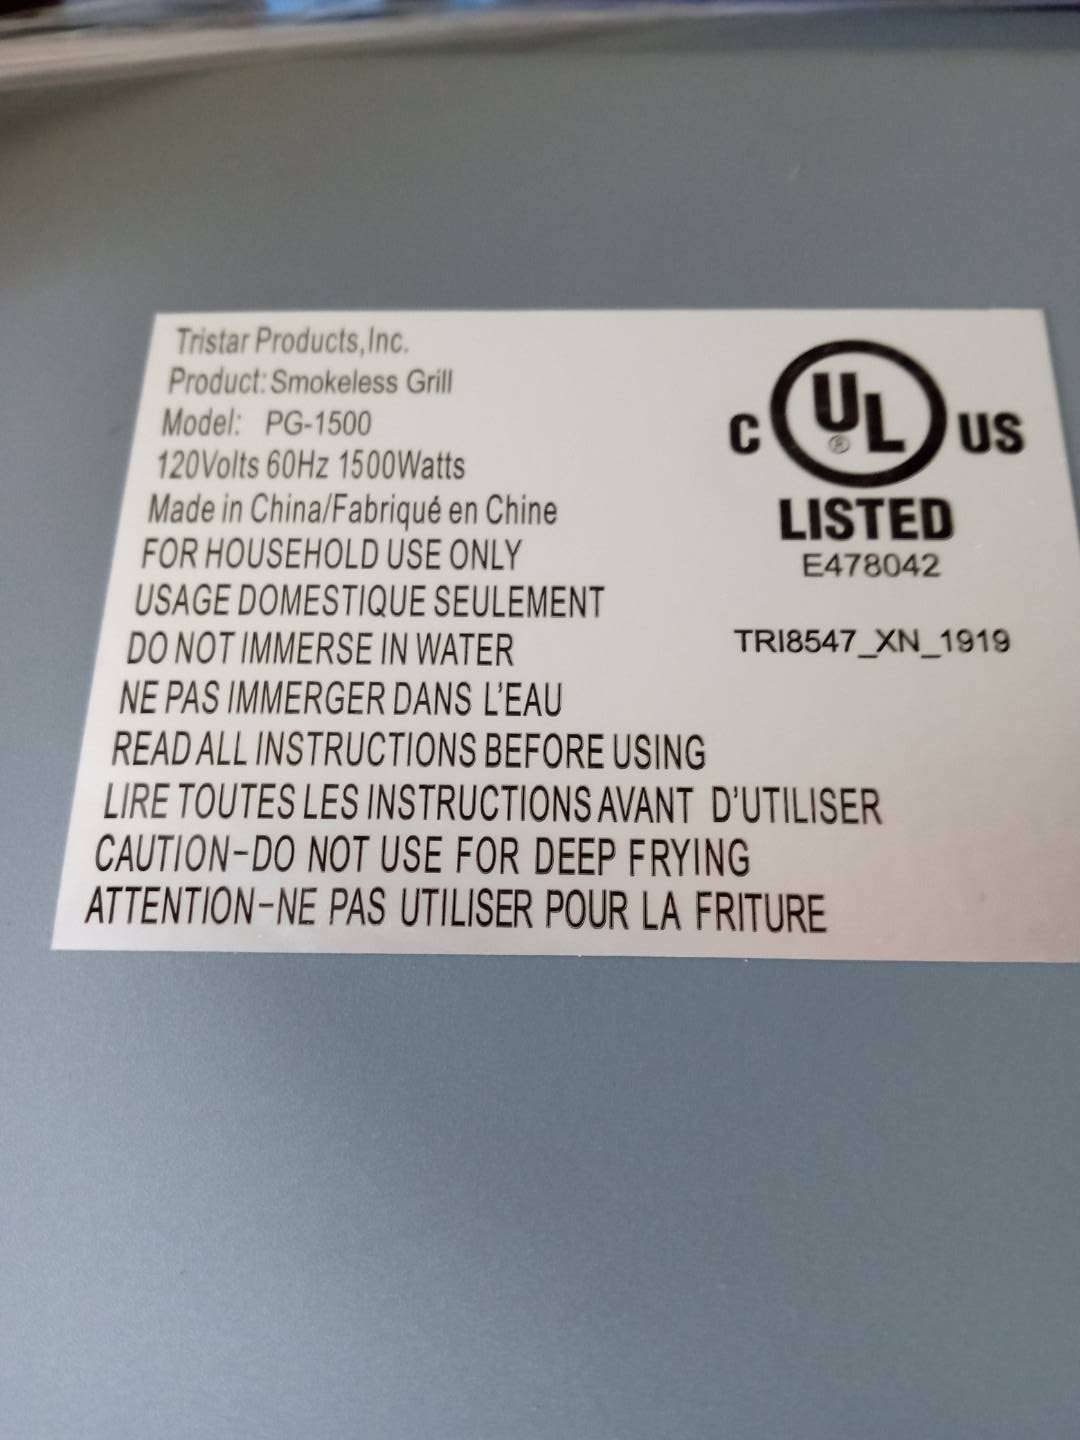 Tristar Products,Inc.
Product: Smokeless Grill
Model: PG-1500
120Volts 60Hz 1500Watts
Made in China/Fabriqué en Chine
FOR HOUSEHOLD USE ONLY
USAGE DOMESTIQUE SEULEMENT
DO NOT IMMERSE IN WATER
NE PAS IMMERGER DANS L'EAU
READ ALL INSTRUCTIONS BEFORE USING
LIRE TOUTES LES INSTRUCTIONS AVANT D'UTILISER
CAUTION-DO NOT USE FOR DEEP FRYING
ATTENTION-NE PAS UTILISER POUR LA FRITURE
C UL® US
LISTED
E478042
TRI8547_XN_1919